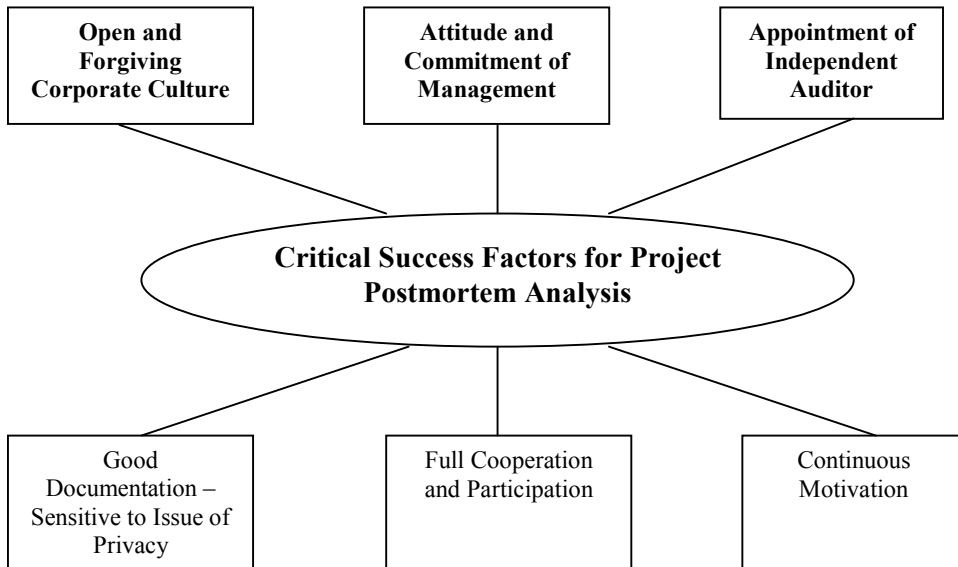 Open and
Forgiving
Corporate Culture
Attitude and
Commitment of
Management
Appointment of
Independent
Auditor
Critical Success Factors for Project
Postmortem Analysis
Good
Documentation –
Sensitive to Issue of
Privacy
Full Cooperation
and Participation
Continuous
Motivation